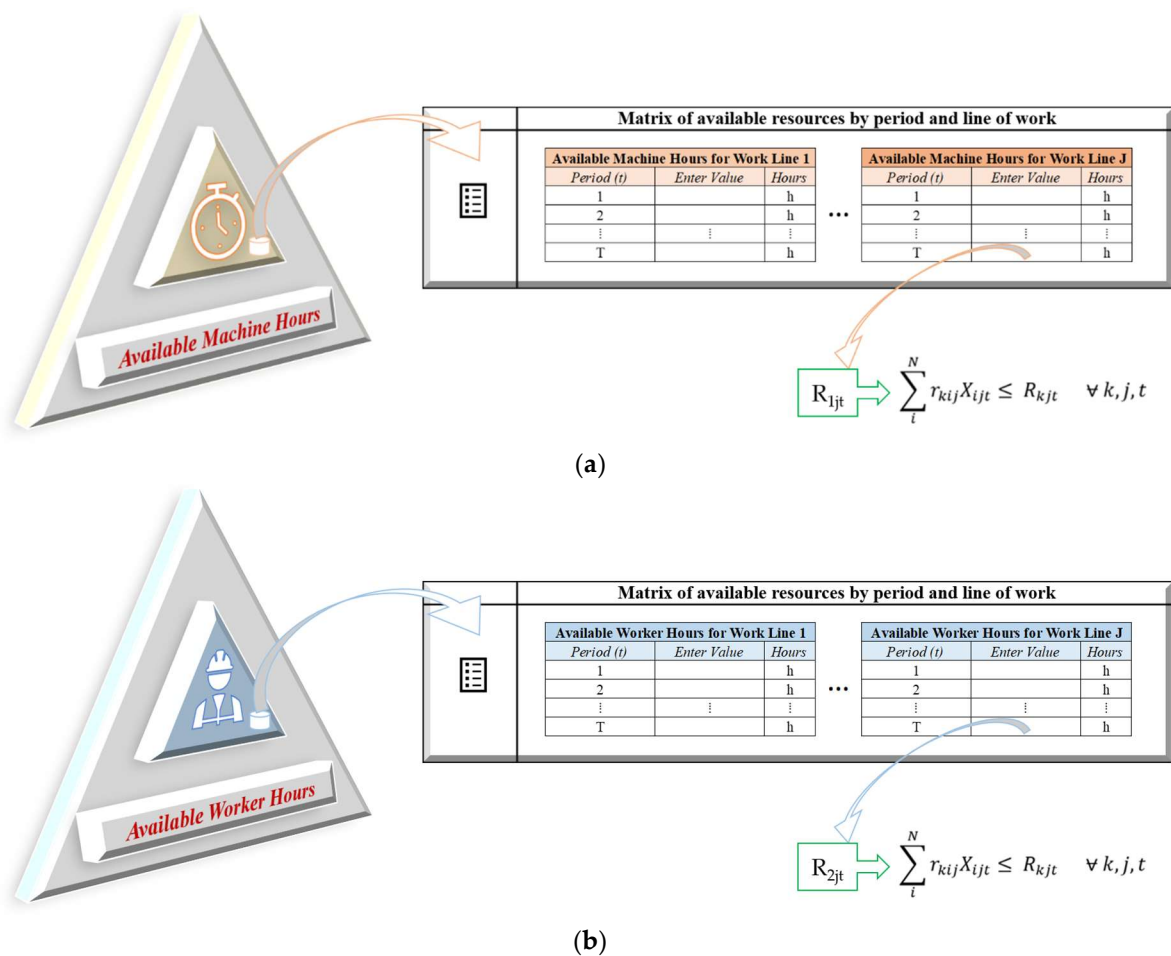 Available Machine Hours
Matrix of available resources by period and line of work
Available Machine Hours for Work Line 1
Period (t) Enter Value Hours
1 h
2 h
⋮ ⋮ ⋮
T h
...
Available Machine Hours for Work Line J
Period (t) Enter Value Hours
1 h
2 h
⋮ ⋮ ⋮
T h
R₁ⱼₜ
∑ᵢᴺ rₖᵢⱼXᵢⱼₜ ≤ Rₖⱼₜ ∀ k, j, t
(a)
Available Worker Hours
Matrix of available resources by period and line of work
Available Worker Hours for Work Line 1
Period (t) Enter Value Hours
1 h
2 h
⋮ ⋮ ⋮
T h
...
Available Worker Hours for Work Line J
Period (t) Enter Value Hours
1 h
2 h
⋮ ⋮ ⋮
T h
R₂ⱼₜ
∑ᵢᴺ rₖᵢⱼXᵢⱼₜ ≤ Rₖⱼₜ ∀ k, j, t
(b)